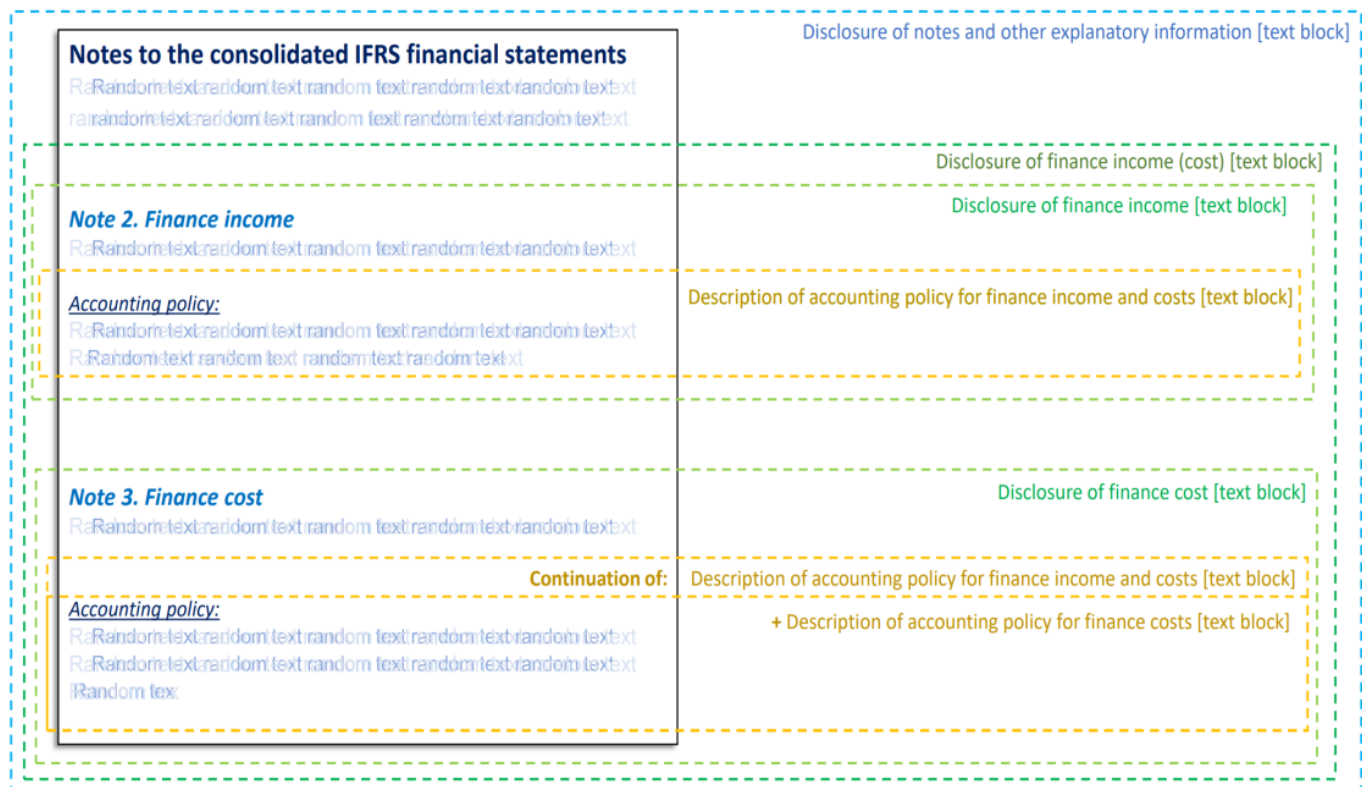 Disclosure of notes and other explanatory information [text block]
Notes to the consolidated IFRS financial statements
Random text random text random text random text random text
random text random text random text random text random text
Disclosure of finance income (cost) [text block]
Disclosure of finance income [text block]
Note 2. Finance income
Random text random text random text random text random text
Description of accounting policy for finance income and costs [text block]
Accounting policy:
Random text random text random text random text random text
Random text random text random text random text
Disclosure of finance cost [text block]
Note 3. Finance cost
Random text random text random text random text random text
Continuation of: Description of accounting policy for finance income and costs [text block]
Accounting policy:
+ Description of accounting policy for finance costs [text block]
Random text random text random text random text random text
Random text random text random text random text random text
Random tex